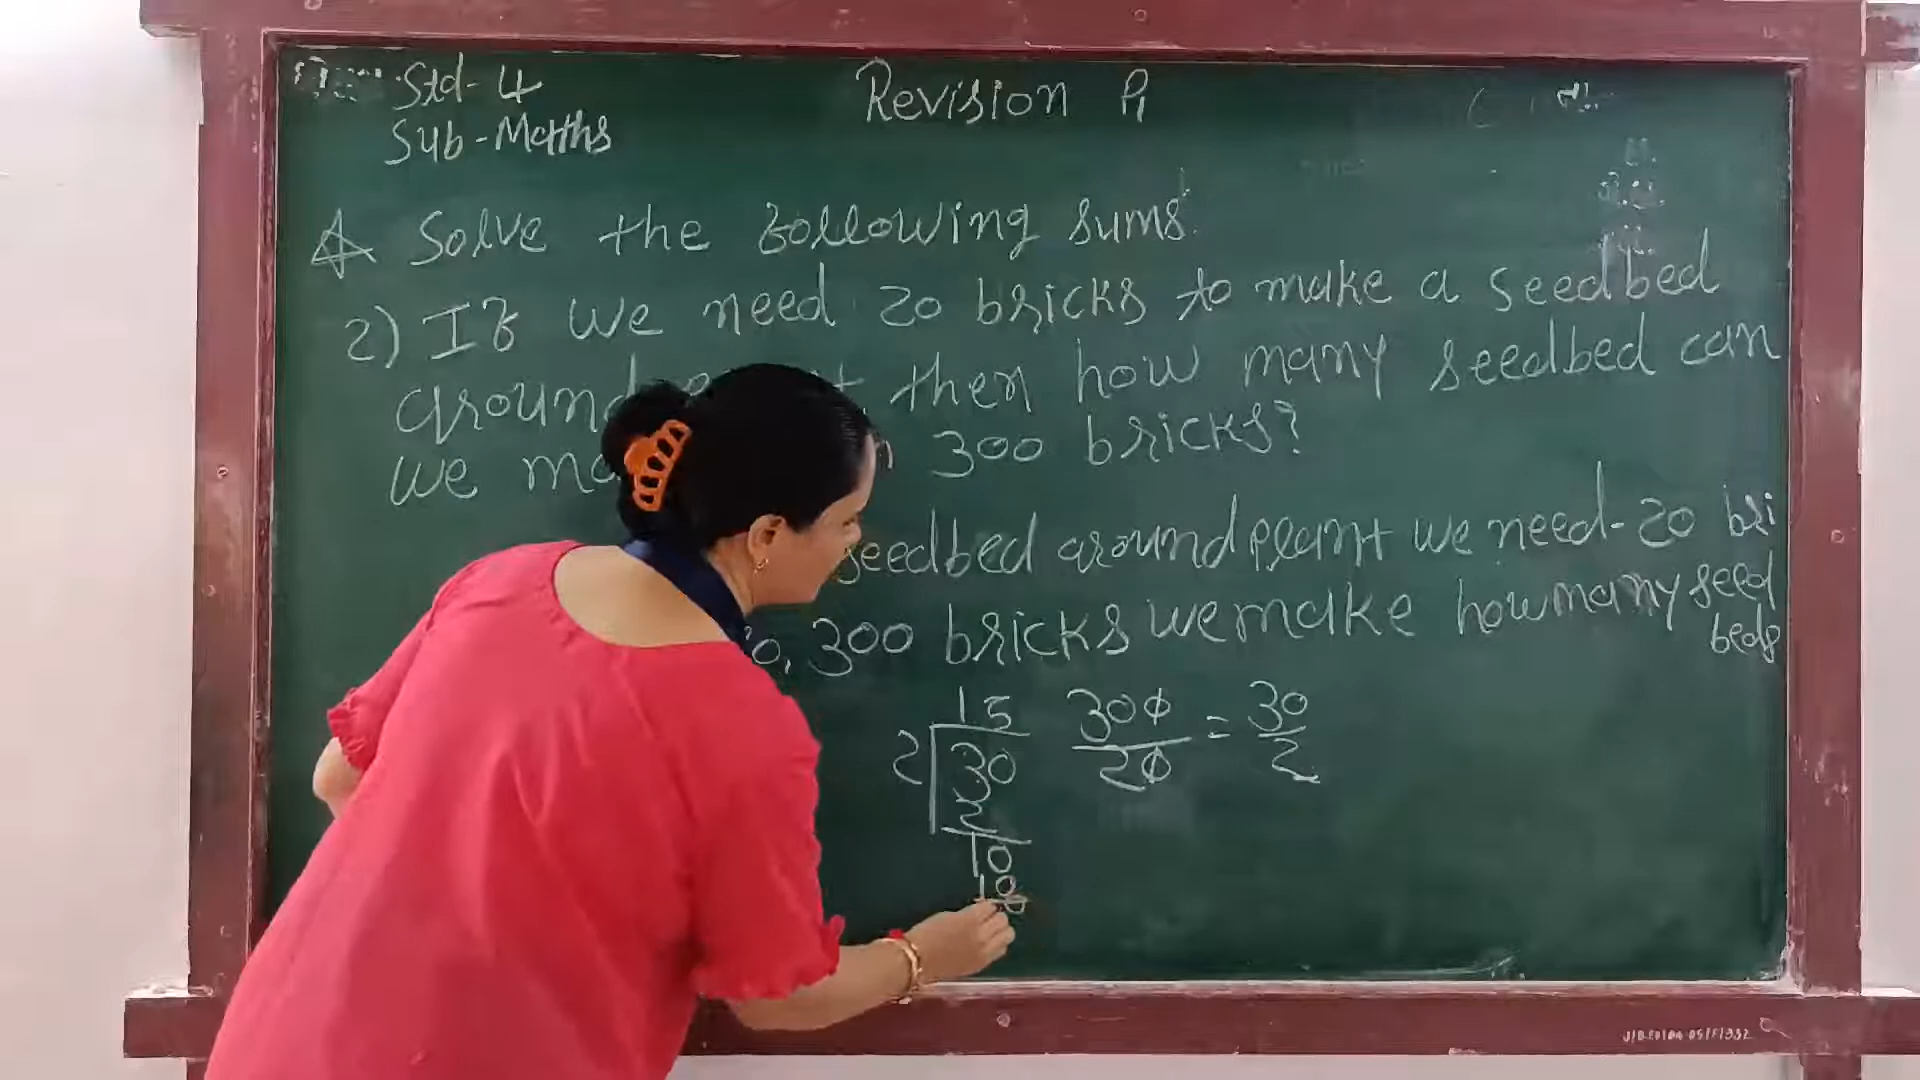 Std-4
Revision P1
Sub-Maths
Solve the following sums.
2) If we need 20 bricks to make a seedbed
around then how many seedbed can
we 300 bricks?
seedbed around plant we need-20 bri
300 bricks we make how many seed
beds
15
2 30
2
10
10
300/20 = 30/2